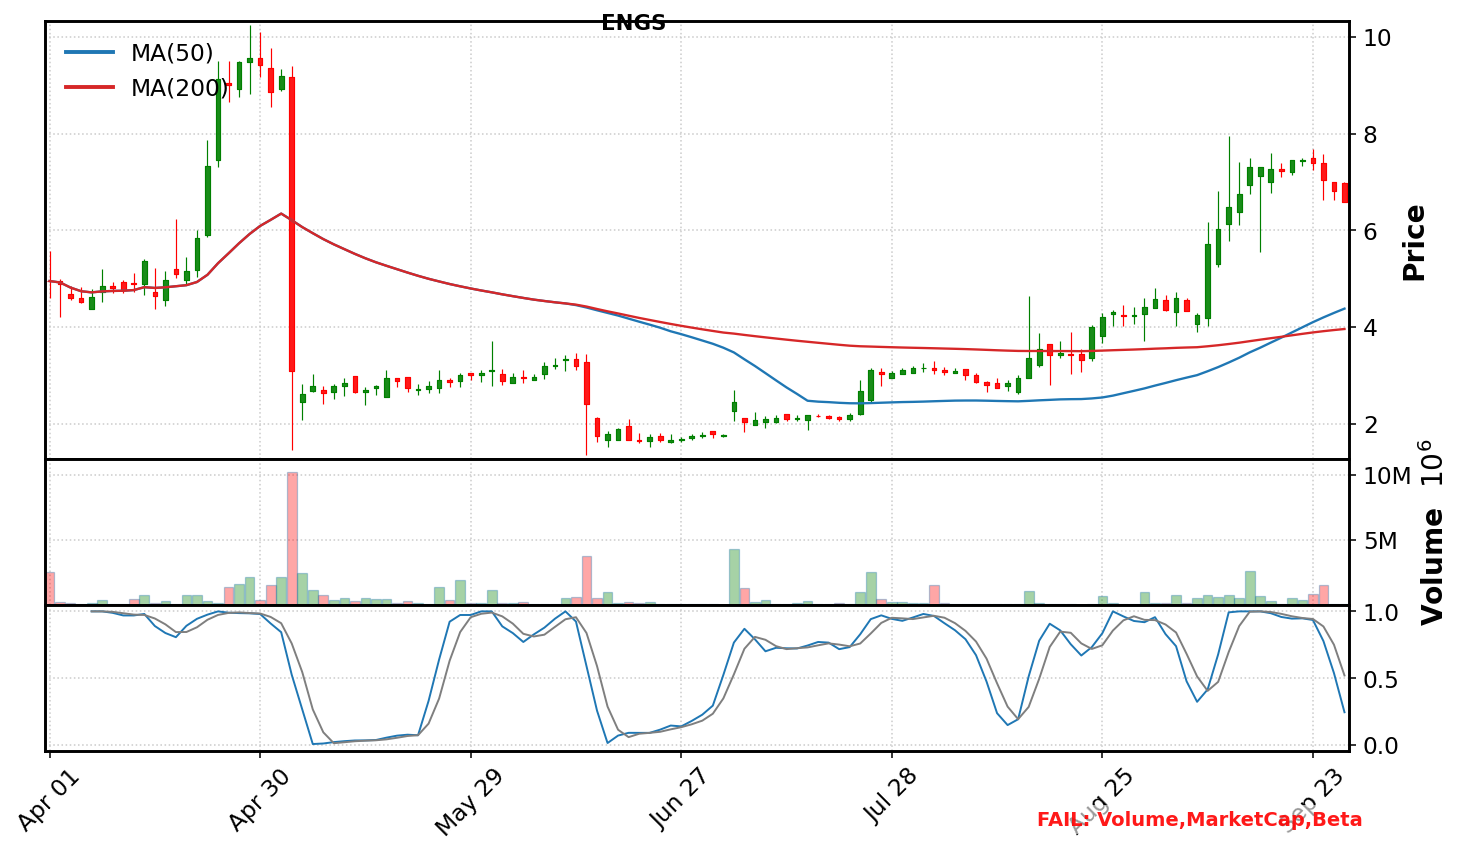 ENGS
MA(50)
MA(200)
10
8
6
4
2
Price
10M
5M
Volume 10⁶
1.0
0.5
0.0
Apr 01
Apr 30
May 29
Jun 27
Jul 28
Aug 25
Sep 23
FAIL: Volume,MarketCap,Beta